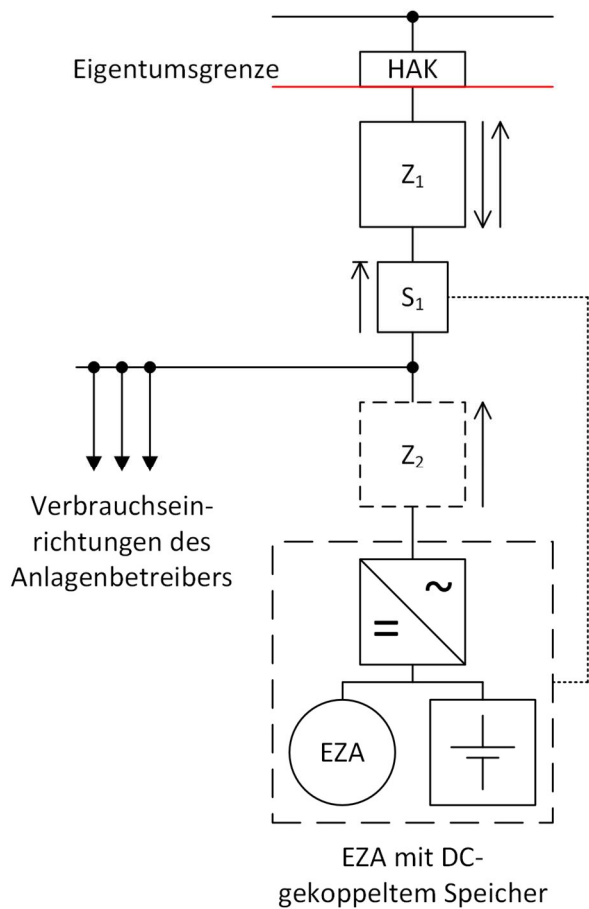 Eigentumsgrenze
HAK
Z₁
S₁
Z₂
Verbrauchsein-
richtungen des
Anlagenbetreibers
~
=
EZA
EZA mit DC-
gekoppeltem Speicher